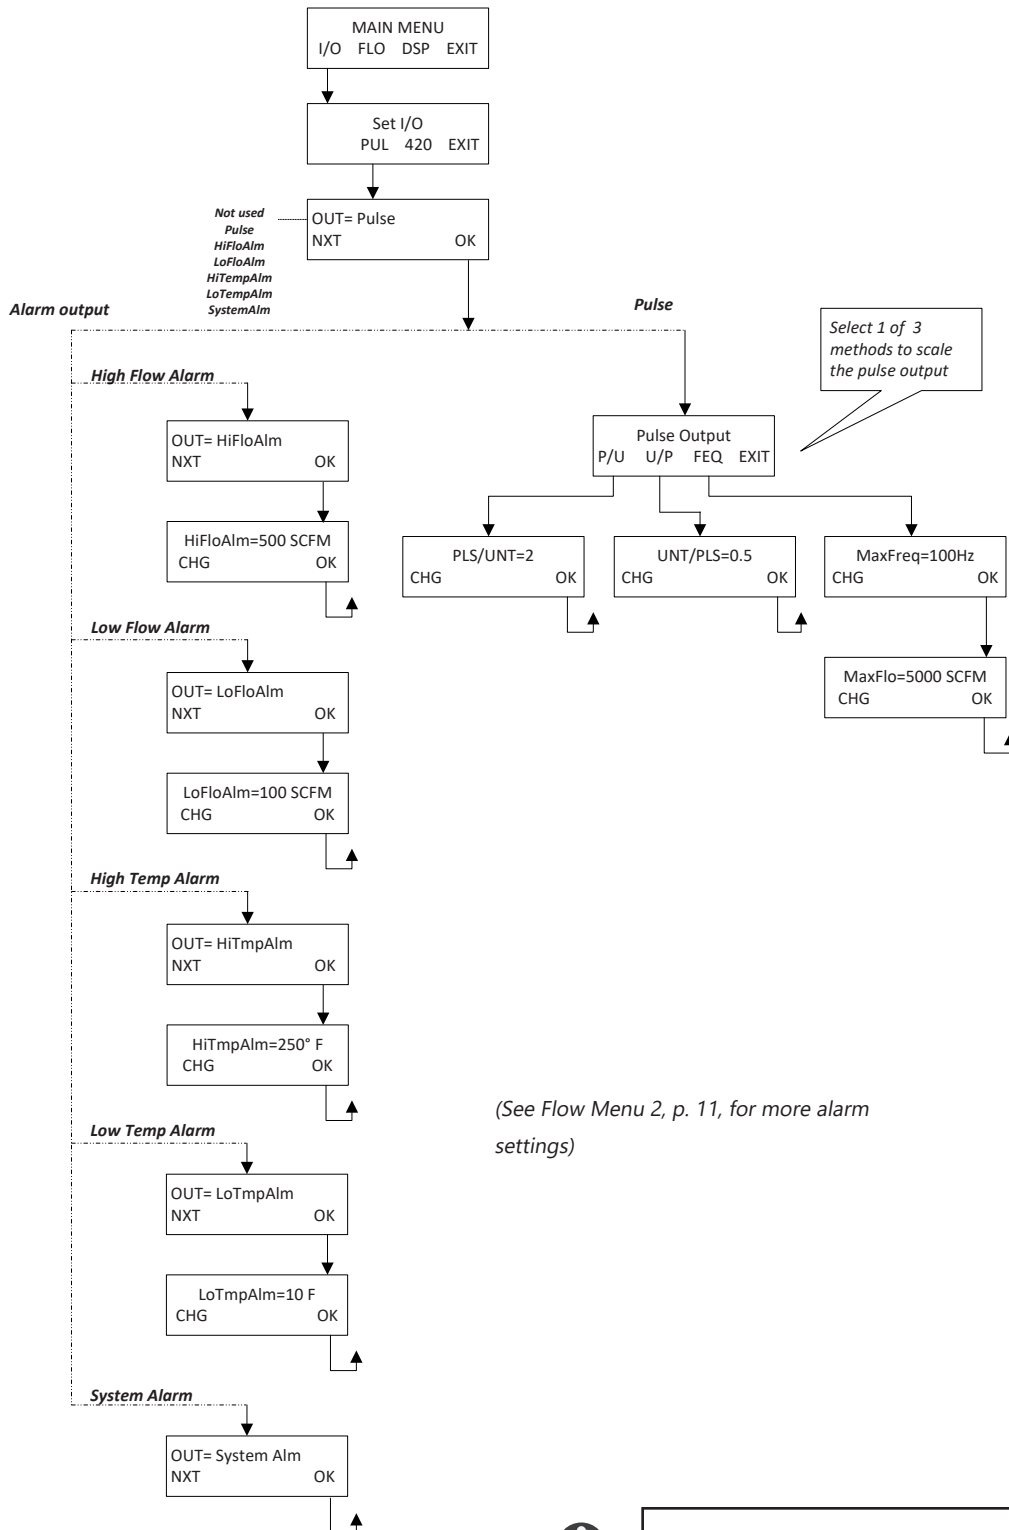 MAIN MENU
I/O FLO DSP EXIT
Set I/O
PUL 420 EXIT
OUT= Pulse
NXT OK
Not used
Pulse
HiFloAlm
LoFloAlm
HiTempAlm
LoTempAlm
SystemAlm
Alarm output
Pulse
Select 1 of 3
methods to scale
the pulse output
High Flow Alarm
OUT= HiFloAlm
NXT OK
HiFloAlm=500 SCFM
CHG OK
Pulse Output
P/U U/P FEQ EXIT
PLS/UNT=2
CHG OK
UNT/PLS=0.5
CHG OK
MaxFreq=100Hz
CHG OK
MaxFlo=5000 SCFM
CHG OK
Low Flow Alarm
OUT= LoFloAlm
NXT OK
LoFloAlm=100 SCFM
CHG OK
High Temp Alarm
OUT= HiTmpAlm
NXT OK
HiTmpAlm=250° F
CHG OK
(See Flow Menu 2, p. 11, for more alarm
settings)
Low Temp Alarm
OUT= LoTmpAlm
NXT OK
LoTmpAlm=10 F
CHG OK
System Alarm
OUT= System Alm
NXT OK